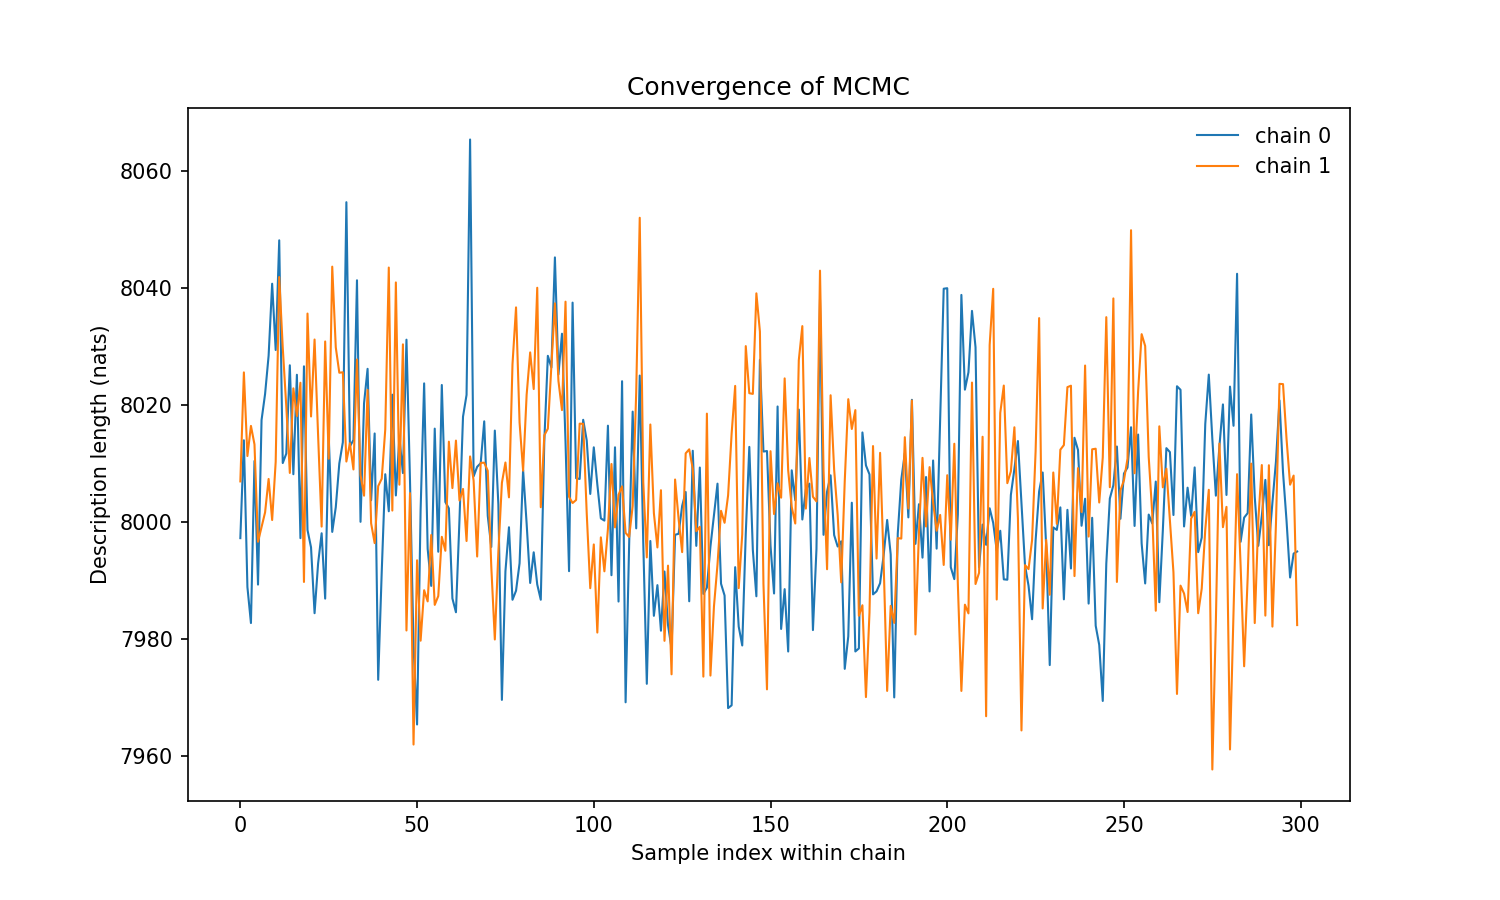 Convergence of MCMC
chain 0
chain 1
Description length (nats)
8060
8040
8020
8000
7980
7960
0 50 100 150 200 250 300
Sample index within chain